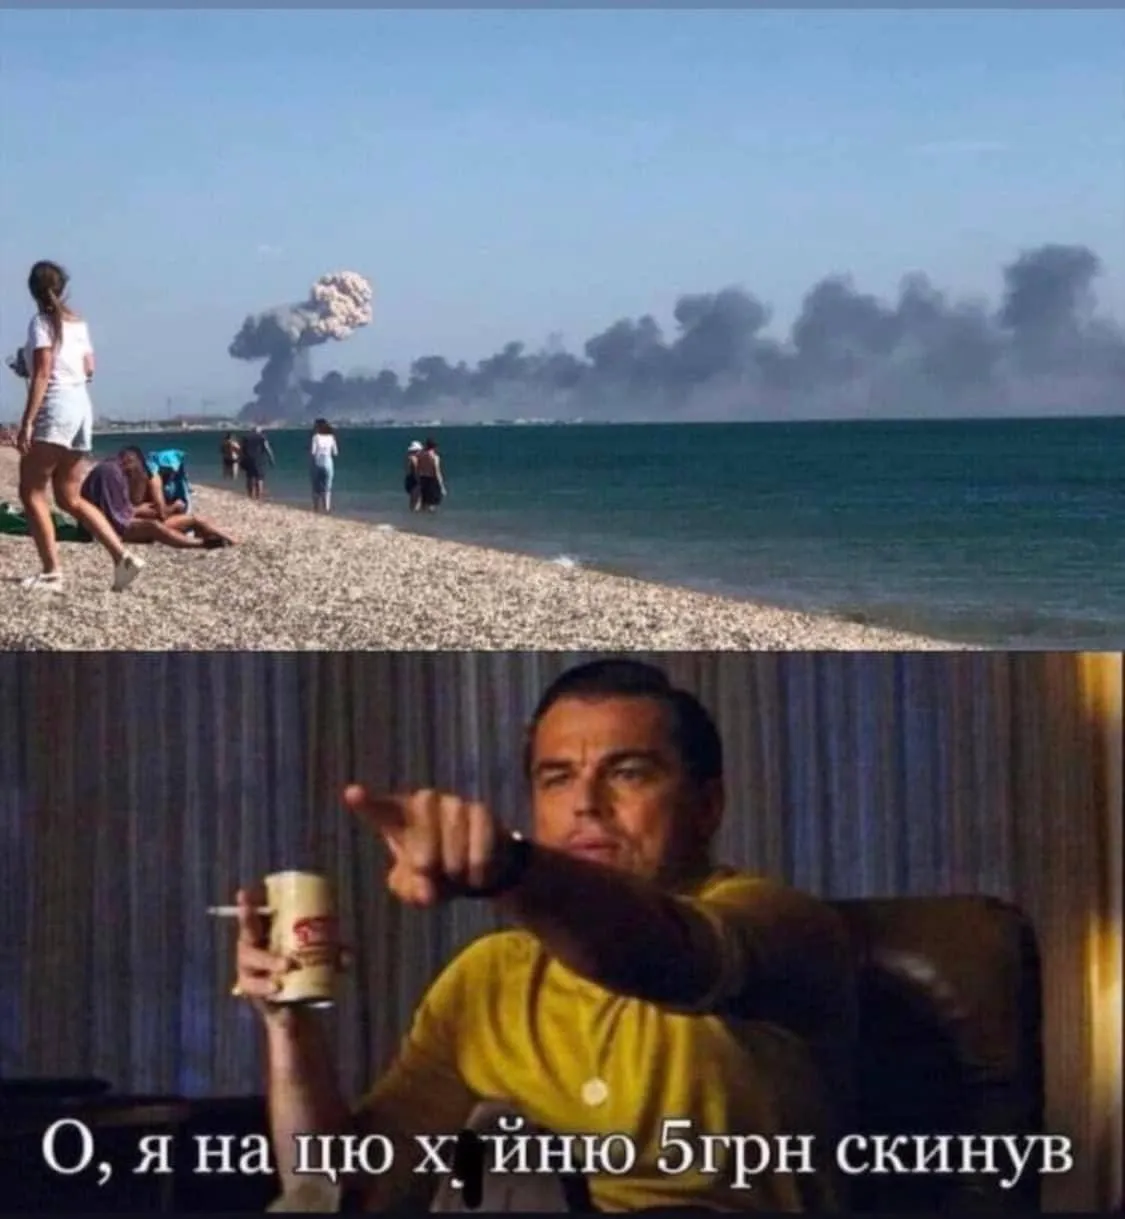 О, я на цю х йню 5грн скинув